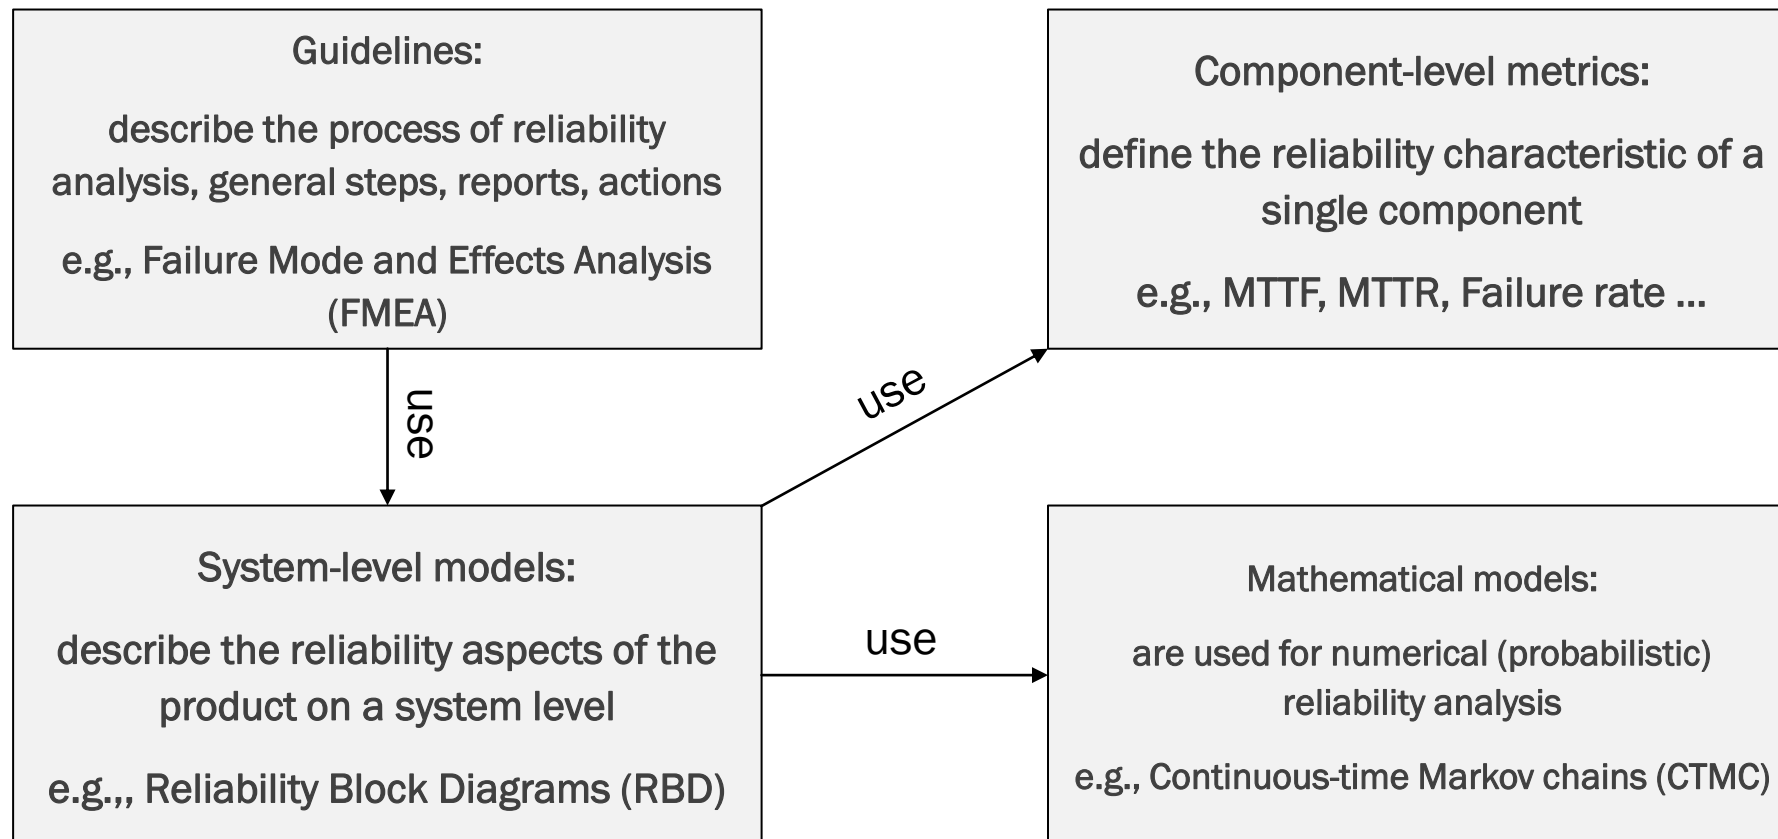 Guidelines:
describe the process of reliability
analysis, general steps, reports, actions
e.g., Failure Mode and Effects Analysis
(FMEA)
Component-level metrics:
define the reliability characteristic of a
single component
e.g., MTTF, MTTR, Failure rate ...
use
use
System-level models:
describe the reliability aspects of the
product on a system level
e.g.,, Reliability Block Diagrams (RBD)
use
Mathematical models:
are used for numerical (probabilistic)
reliability analysis
e.g., Continuous-time Markov chains (CTMC)